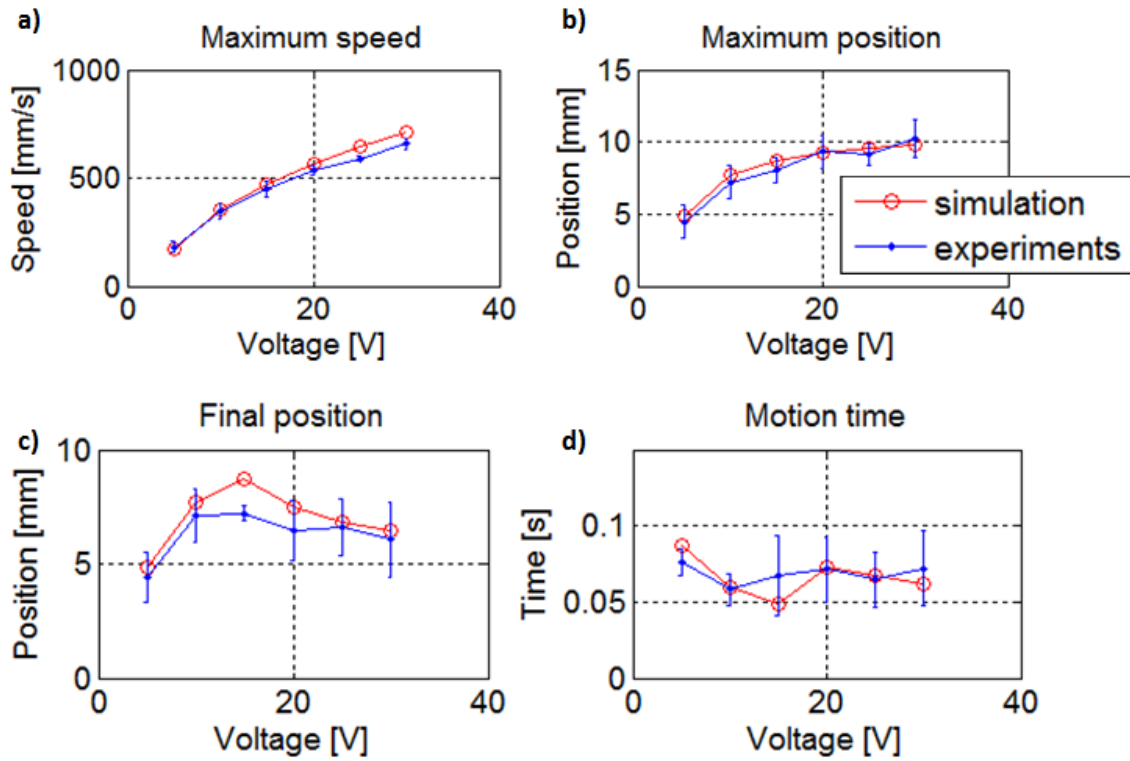 a)
Maximum speed
Speed [mm/s]
1000
500
0
0 20 40
Voltage [V]
b)
Maximum position
Position [mm]
15
10
5
0
0 20 40
Voltage [V]
simulation
experiments
c)
Final position
Position [mm]
10
5
0
0 20 40
Voltage [V]
d)
Motion time
Time [s]
0.1
0.05
0
0 20 40
Voltage [V]